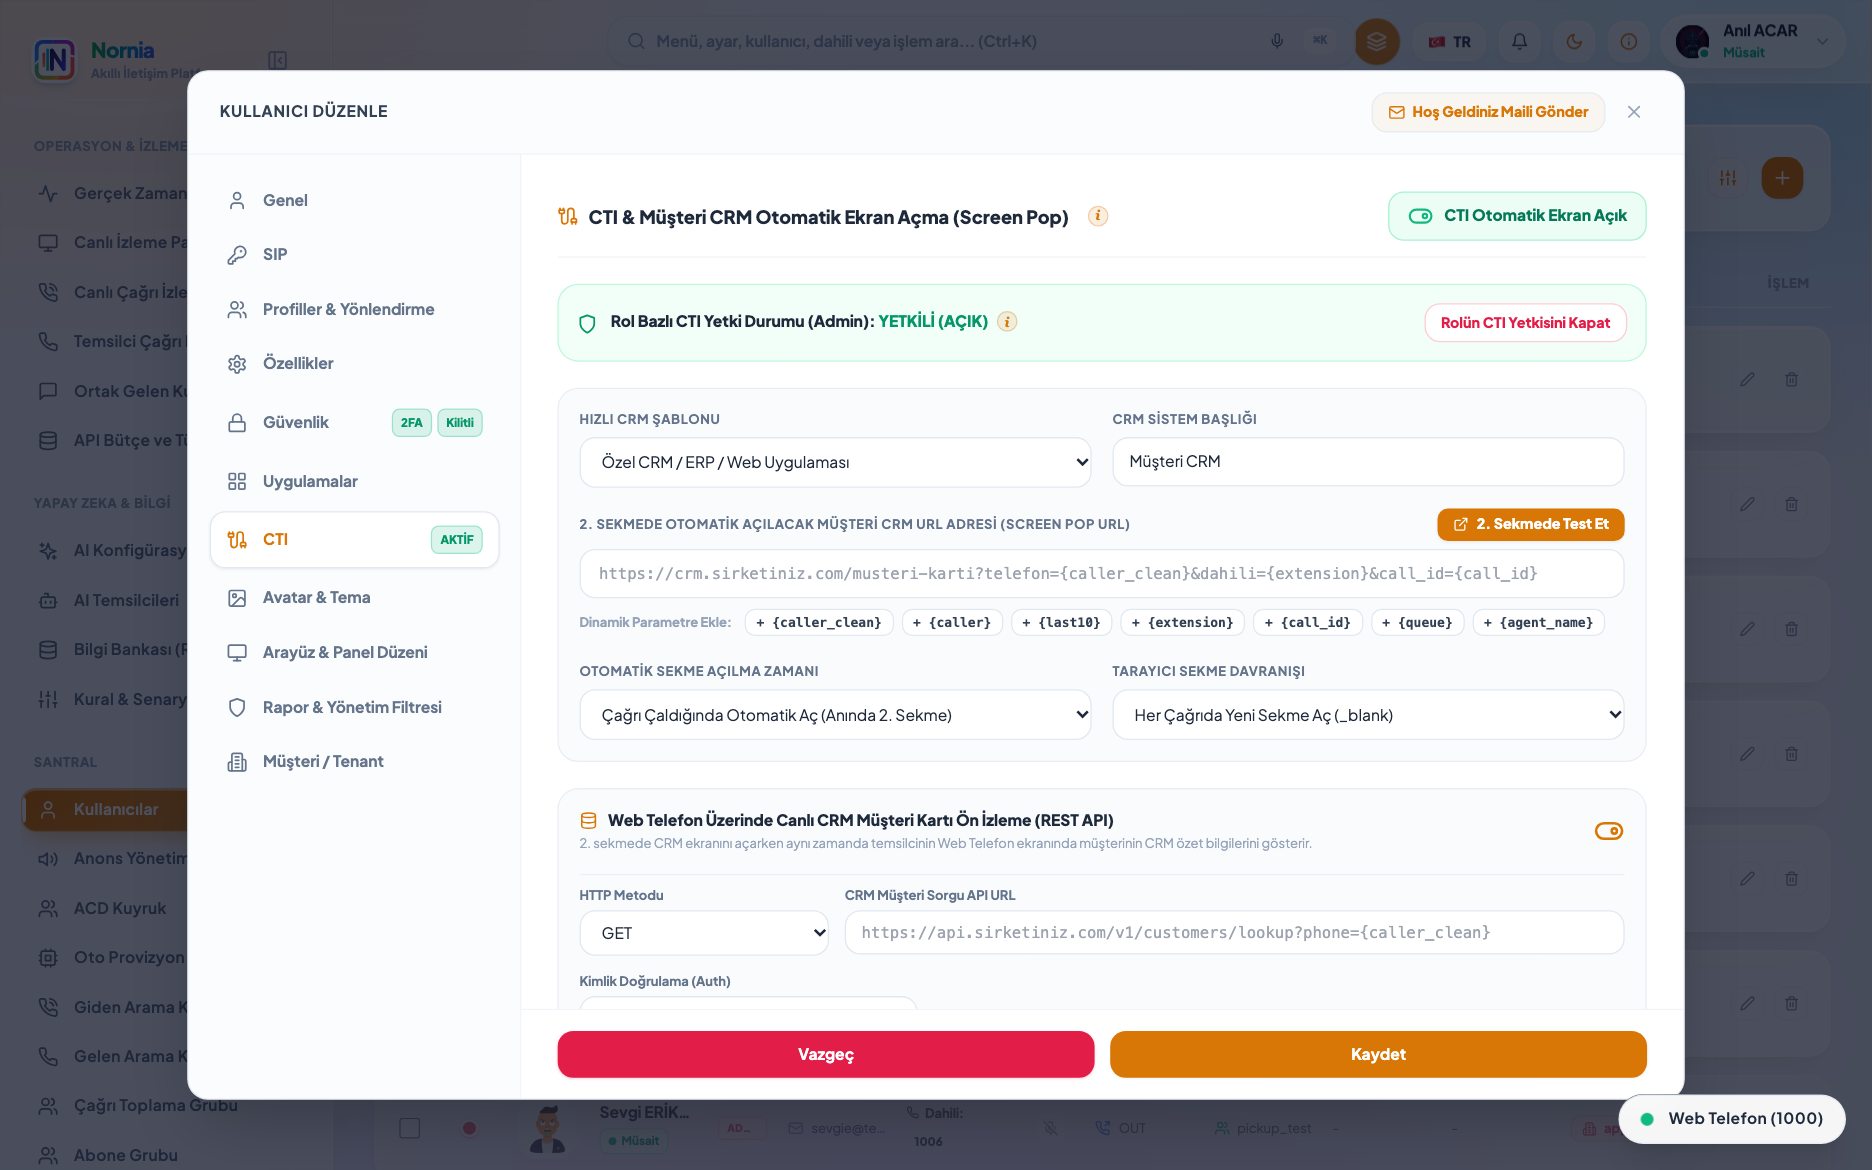 Nornia
Akıllı İletişim
Menü, ayar, kullanıcı, dahili veya işlem ara... (Ctrl+K)
⌘K
TR
Anıl ACAR
Müsait
KULLANICI DÜZENLE
Hoş Geldiniz Maili Gönder
OPERASYON & İZLEME
Gerçek Zaman
Canlı İzleme
Canlı Çağrı
Temsilci Çağrı
Ortak Gelen
API Bütçe ve
YAPAY ZEKA & BİLGİ
AI Konfigürasy
AI Temsilcileri
Bilgi Bankası
Kural & Senary
SANTRAL
Kullanıcılar
Anons Yönetim
ACD Kuyruk
Oto Provizyon
Giden Arama
Gelen Arama
Çağrı Toplama Grubu
Abone Grubu
Genel
SIP
Profiller & Yönlendirme
Özellikler
Güvenlik 2FA Kilitli
Uygulamalar
CTI AKTİF
Avatar & Tema
Arayüz & Panel Düzeni
Rapor & Yönetim Filtresi
Müşteri / Tenant
CTI & Müşteri CRM Otomatik Ekran Açma (Screen Pop)
CTI Otomatik Ekran Açık
Rol Bazlı CTI Yetki Durumu (Admin): YETKİLİ (AÇIK)
Rolün CTI Yetkisini Kapat
HIZLI CRM ŞABLONU
Özel CRM / ERP / Web Uygulaması
CRM SİSTEM BAŞLIĞI
Müşteri CRM
2. SEKMEDE OTOMATİK AÇILACAK MÜŞTERİ CRM URL ADRESİ (SCREEN POP URL)
2. Sekmede Test Et
https://crm.sirketiniz.com/musteri-karti?telefon={caller_clean}&dahili={extension}&call_id={call_id}
Dinamik Parametre Ekle: + {caller_clean} + {caller} + {last10} + {extension} + {call_id} + {queue} + {agent_name}
OTOMATİK SEKME AÇILMA ZAMANI
Çağrı Çaldığında Otomatik Aç (Anında 2. Sekme)
TARAYICI SEKME DAVRANIŞI
Her Çağrıda Yeni Sekme Aç (_blank)
Web Telefon Üzerinde Canlı CRM Müşteri Kartı Ön İzleme (REST API)
2. sekmede CRM ekranını açarken aynı zamanda temsilcinin Web Telefon ekranında müşterinin CRM özet bilgilerini gösterir.
HTTP Metodu
GET
CRM Müşteri Sorgu API URL
https://api.sirketiniz.com/v1/customers/lookup?phone={caller_clean}
Kimlik Doğrulama (Auth)
Vazgeç
Kaydet
İŞLEM
Sevgi ERİK...
Müsait
AD...
sevgie@te...
Dahili:
1006
OUT
pickup_test
-
-
Web Telefon (1000)